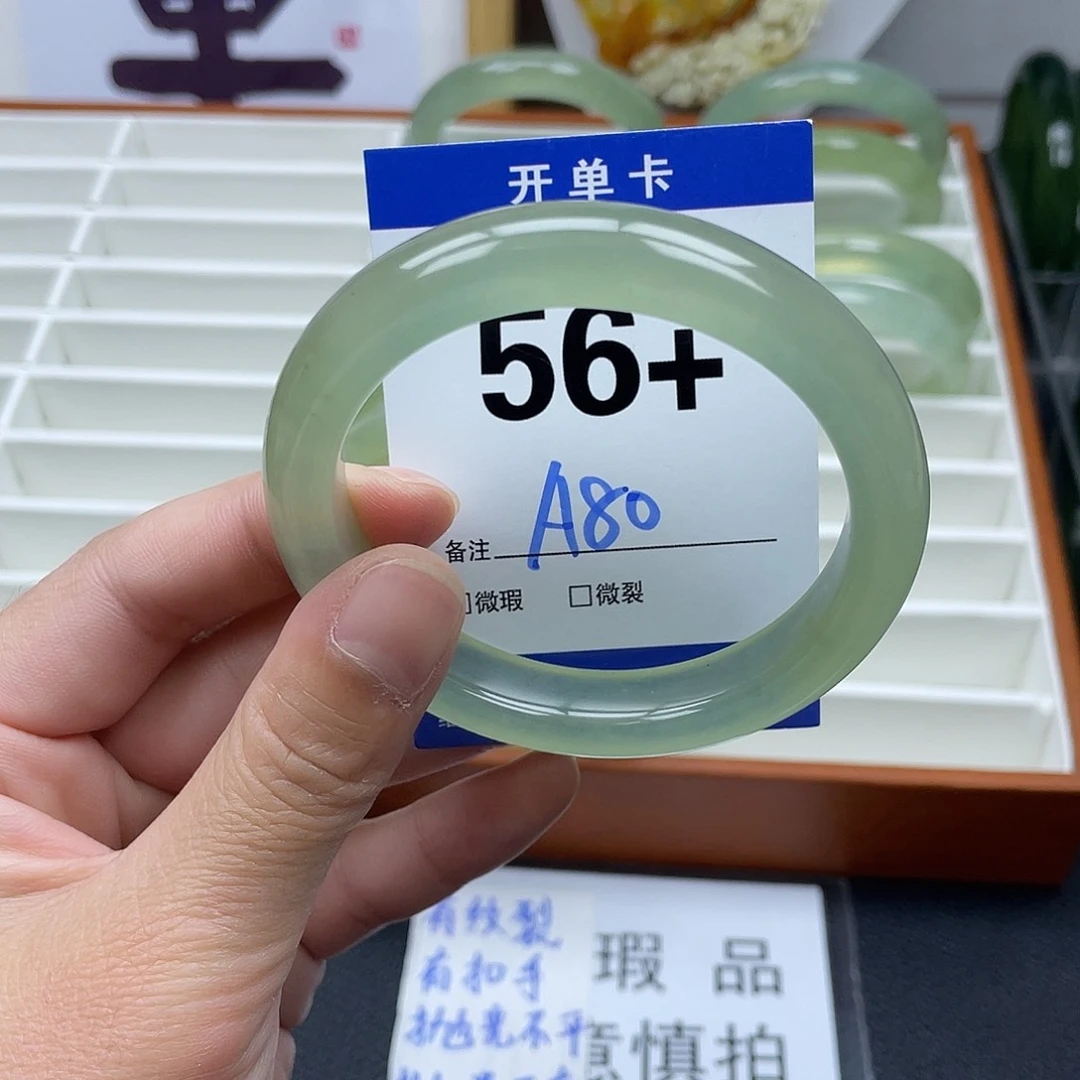 开单卡
56+
A80
备注
微瑕 □微裂
有纹裂
有扣手
抛光不平
瑕品
慎拍